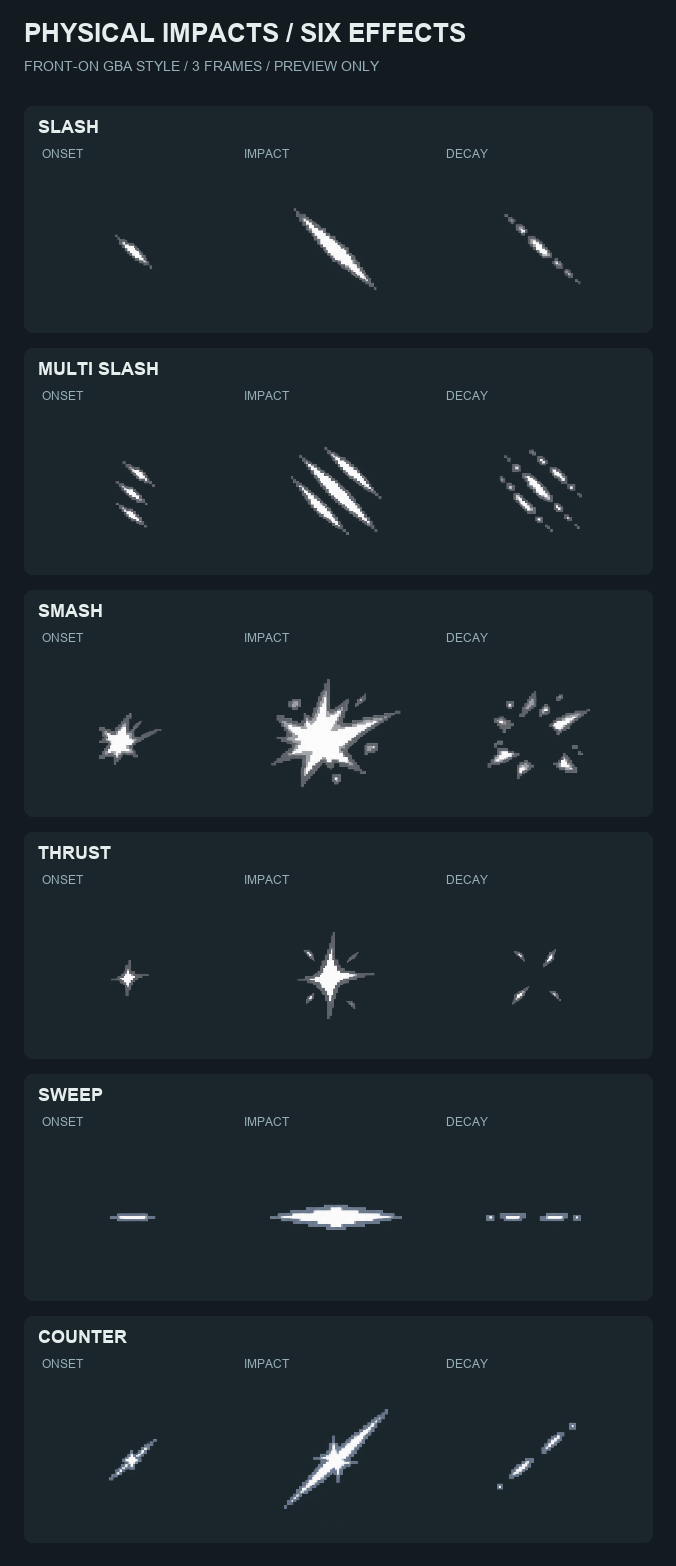 PHYSICAL IMPACTS / SIX EFFECTS
FRONT-ON GBA STYLE / 3 FRAMES / PREVIEW ONLY
SLASH
ONSET IMPACT DECAY
MULTI SLASH
ONSET IMPACT DECAY
SMASH
ONSET IMPACT DECAY
THRUST
ONSET IMPACT DECAY
SWEEP
ONSET IMPACT DECAY
COUNTER
ONSET IMPACT DECAY